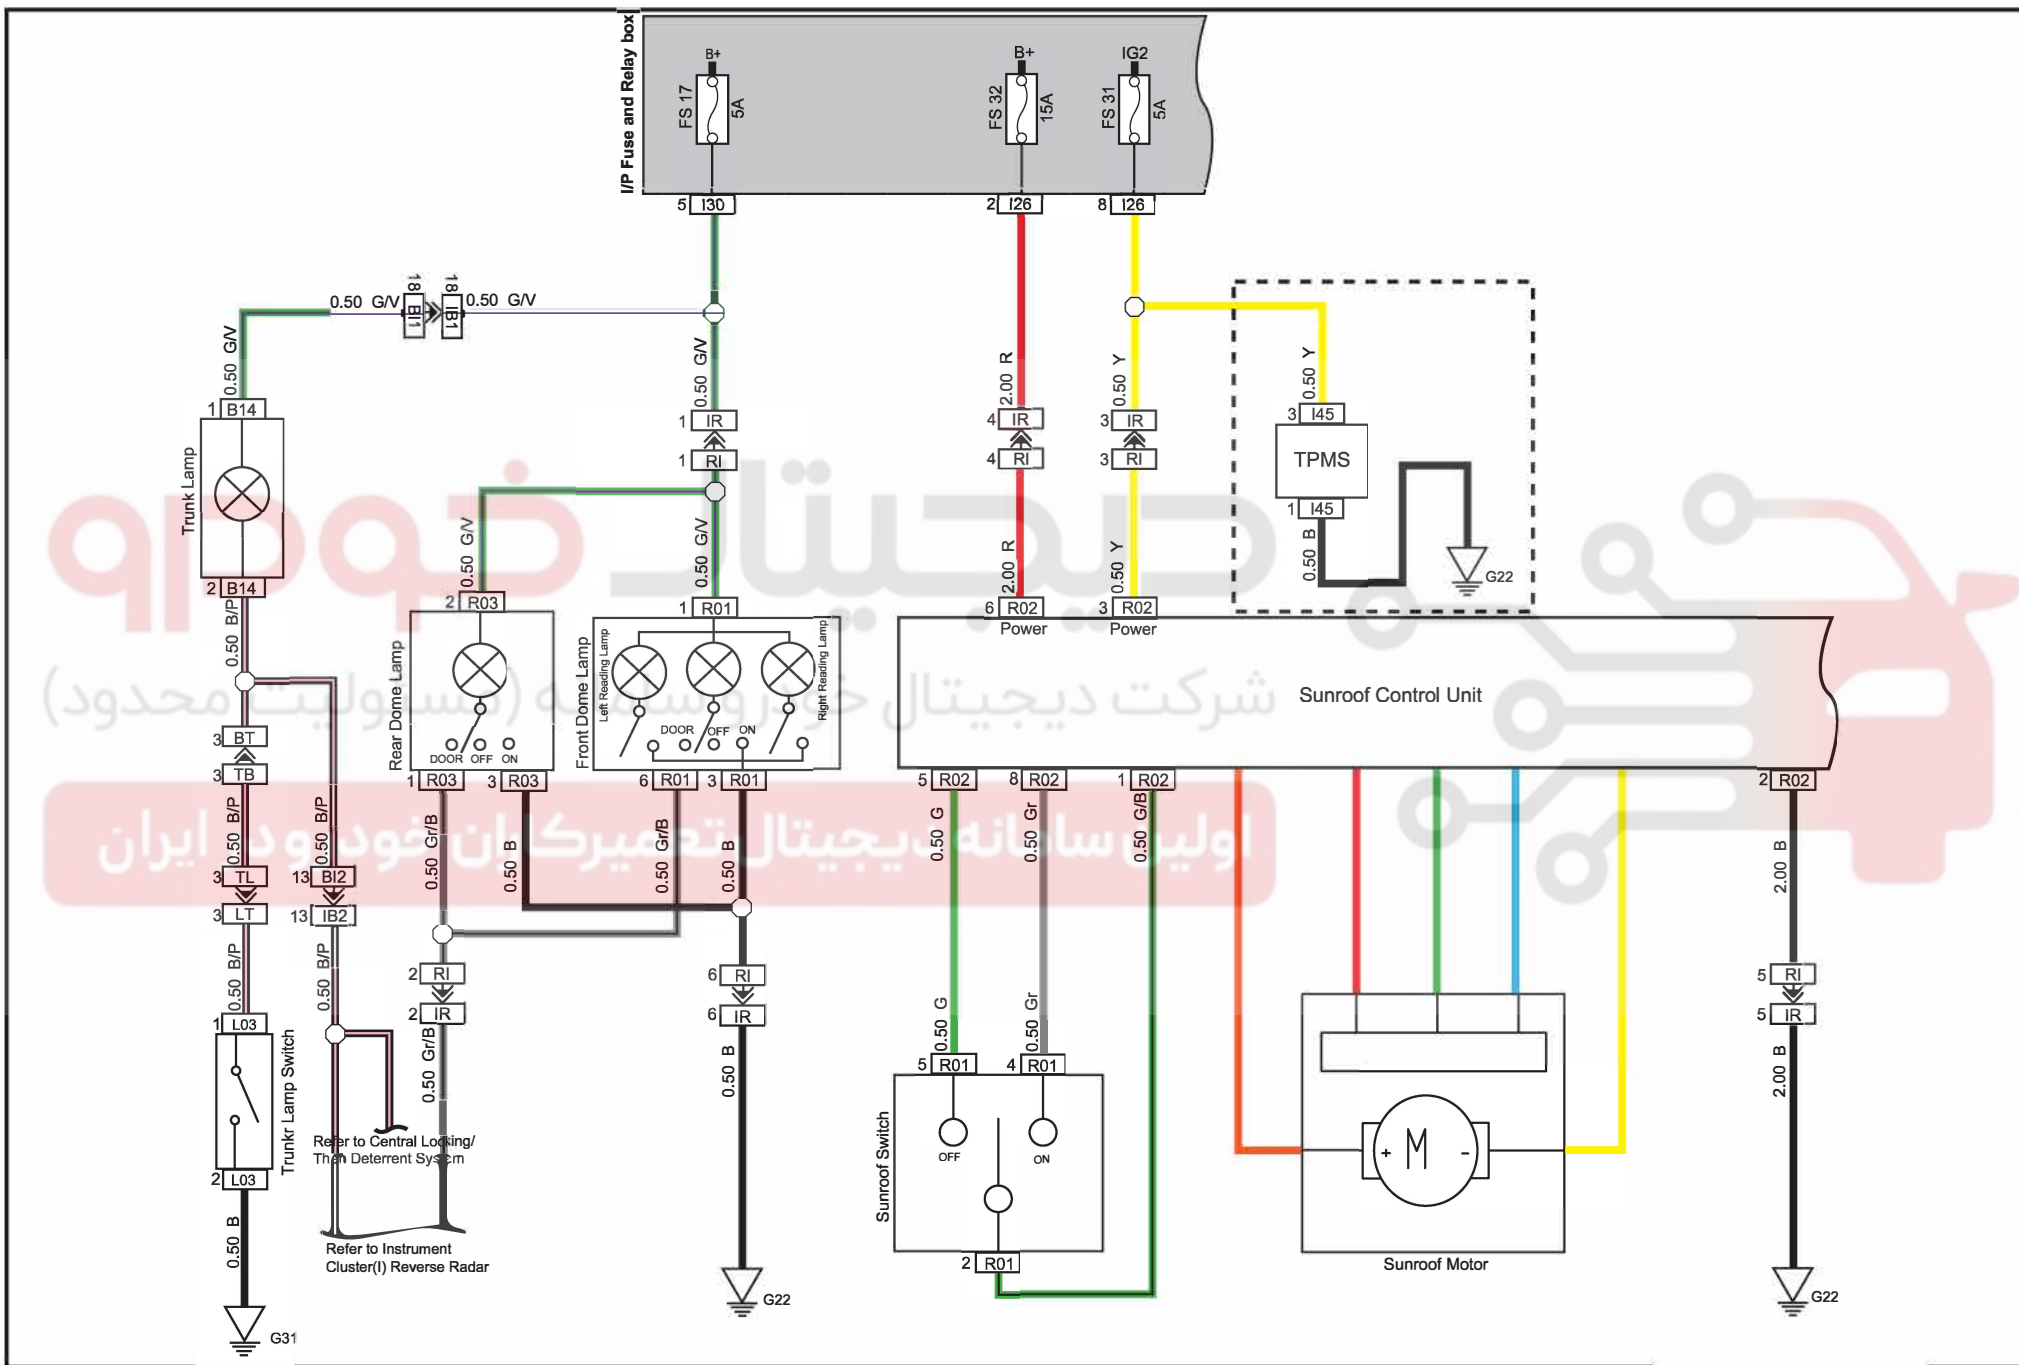 I/P Fuse and Relay box
B+
FS 17
5A
B+
FS 32
15A
IG2
FS 31
5A
5 I30
2 I26
8 I26
0.50 G/V
18 BI1
18 IB1
0.50 G/V
0.50 G/V
0.50 G/V
2.00 R
0.50 Y
0.50 Y
1 B14
1 IR
4 IR
3 IR
3 I45
Trunk Lamp
1 RI
4 RI
3 RI
TPMS
1 I45
دیجیتال خودرو
0.50 G/V
0.50 G/V
2.00 R
0.50 Y
0.50 B
G22
2 B14
2 R03
1 R01
6 R02
3 R02
Power
Power
0.50 B/P
Rear Dome Lamp
Front Dome Lamp
Left Reading Lamp
Right Reading Lamp
Sunroof Control Unit
شرکت دیجیتال خودرو سامانه (مسئولیت محدود)
DOOR OFF ON
DOOR OFF ON
3 BT
3 TB
1 R03
3 R03
6 R01
3 R01
5 R02
8 R02
1 R02
2 R02
اولین سامانه دیجیتال تعمیرکاران خودرو در ایران
0.50 B/P
0.50 B/P
0.50 Gr/B
0.50 B
0.50 Gr/B
0.50 B
0.50 G
0.50 Gr
0.50 G/B
2.00 B
3 TL
13 BI2
3 LT
13 IB2
0.50 B/P
0.50 B/P
2 RI
6 RI
5 RI
2 IR
6 IR
5 IR
0.50 G
0.50 Gr
1 L03
0.50 Gr/B
0.50 B
2.00 B
5 R01
4 R01
Trunkr Lamp Switch
Sunroof Switch
OFF
ON
+ M -
Refer to Central Locking/
Deterrent System
2 L03
0.50 B
Refer to Instrument
Cluster(I) Reverse Radar
2 R01
Sunroof Motor
G31
G22
G22